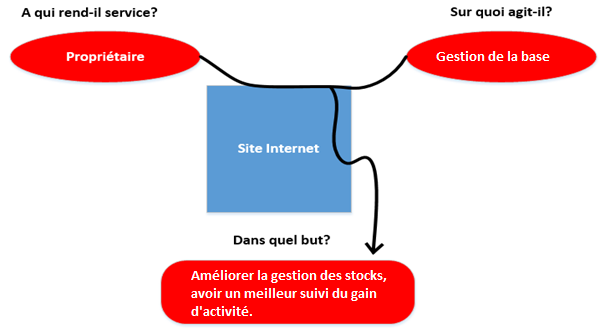 A qui rend-il service?
Sur quoi agit-il?
Propriétaire
Gestion de la base
Site Internet
Dans quel but?
Améliorer la gestion des stocks,
avoir un meilleur suivi du gain
d'activité.